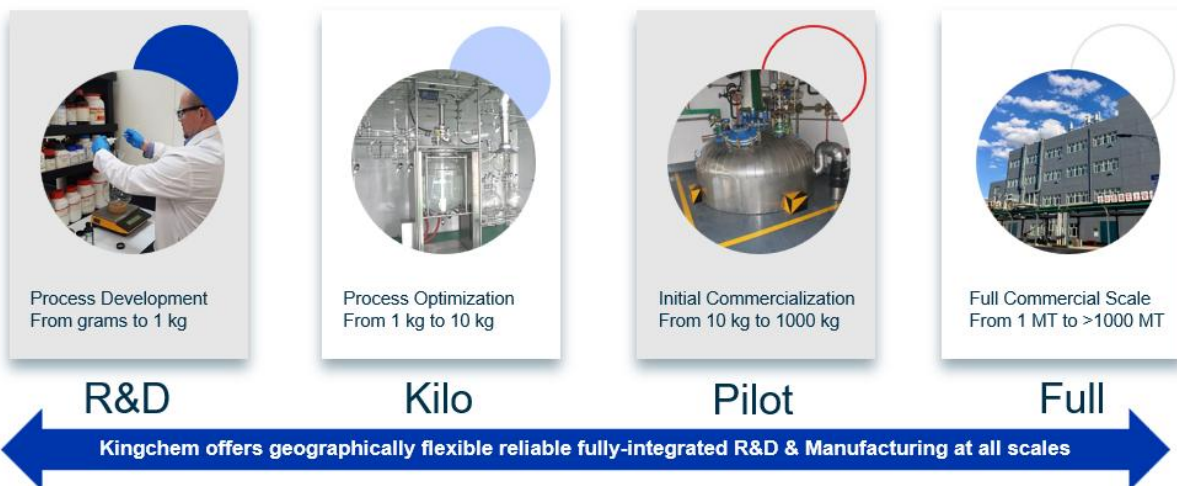 Process Development
From grams to 1 kg
Process Optimization
From 1 kg to 10 kg
Initial Commercialization
From 10 kg to 1000 kg
Full Commercial Scale
From 1 MT to >1000 MT
R&D
Kilo
Pilot
Full
Kingchem offers geographically flexible reliable fully-integrated R&D & Manufacturing at all scales